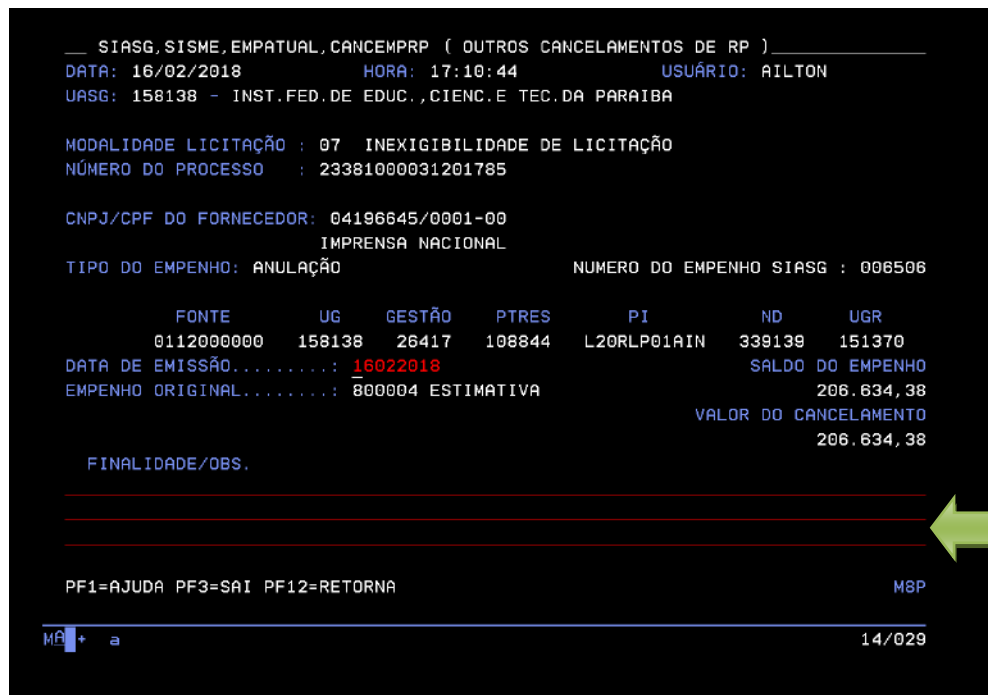 __ SIASG,SISME,EMPATUAL,CANCEMPRP ( OUTROS CANCELAMENTOS DE RP )_______________
DATA: 16/02/2018 HORA: 17:10:44 USUÁRIO: AILTON
UASG: 158138 - INST.FED.DE EDUC.,CIENC.E TEC.DA PARAIBA
MODALIDADE LICITAÇÃO : 07 INEXIGIBILIDADE DE LICITAÇÃO
NÚMERO DO PROCESSO : 23381000031201785
CNPJ/CPF DO FORNECEDOR: 04196645/0001-00
IMPRENSA NACIONAL
TIPO DO EMPENHO: ANULAÇÃO NUMERO DO EMPENHO SIASG : 006506
FONTE UG GESTÃO PTRES PI ND UGR
0112000000 158138 26417 108844 L20RLP01AIN 339139 151370
DATA DE EMISSÃO.........: 16022018 SALDO DO EMPENHO
EMPENHO ORIGINAL........: 800004 ESTIMATIVA 206.634,38
VALOR DO CANCELAMENTO
206.634,38
FINALIDADE/OBS.
PF1=AJUDA PF3=SAI PF12=RETORNA M8P
MA + a 14/029